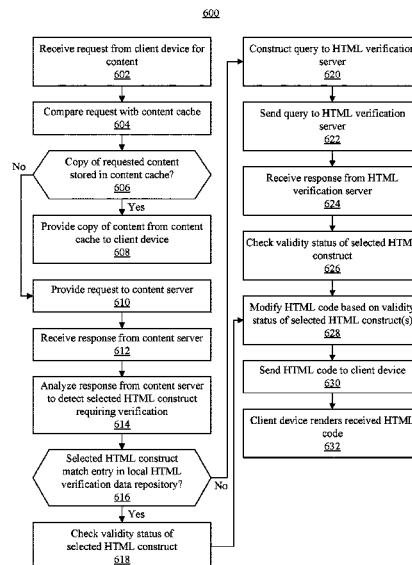 600
Receive request from client device for
content
602
Compare request with content cache
604
Copy of requested content
stored in content cache?
606
No
Yes
Provide copy of content from content
cache to client device
608
Provide request to content server
610
Receive response from content server
612
Analyze response from content server
to detect selected HTML construct
requiring verification
614
Selected HTML construct
match entry in local HTML
verification data repository?
616
No
Yes
Check validity status of
selected HTML construct
618
Construct query to HTML verification
server
620
Send query to HTML verification
server
622
Receive response from HTML
verification server
624
Check validity status of selected HTML
construct
626
Modify HTML code based on validity
status of selected HTML construct(s)
628
Send HTML code to client device
630
Client device renders received HTML
code
632